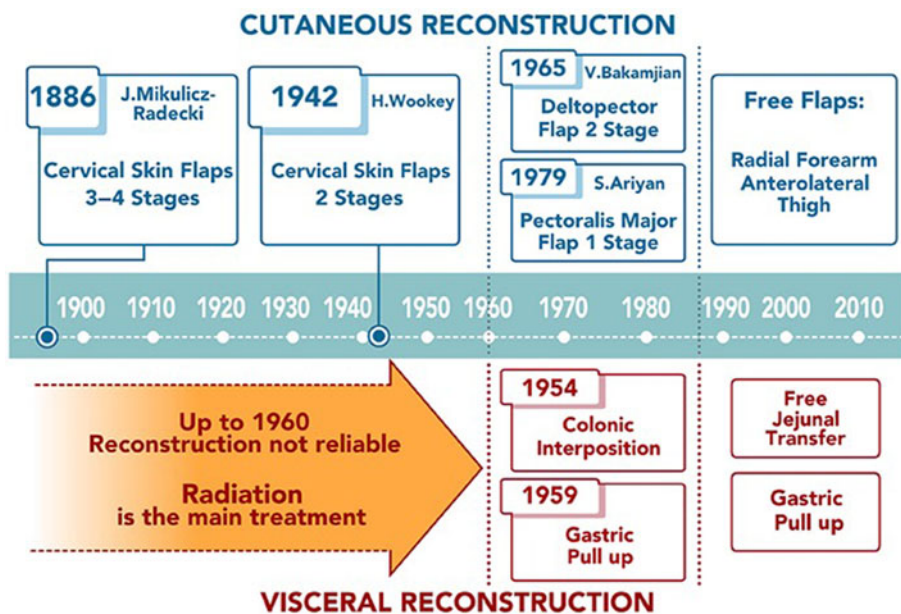 CUTANEOUS RECONSTRUCTION
1886
J.Mikulicz-
Radecki
Cervical Skin Flaps
3–4 Stages
1942
H.Wookey
Cervical Skin Flaps
2 Stages
1965
V.Bakamjian
Deltopector
Flap 2 Stage
1979
S.Ariyan
Pectoralis Major
Flap 1 Stage
Free Flaps:
Radial Forearm
Anterolateral
Thigh
1900 1910 1920 1930 1940 1950 1960 1970 1980 1990 2000 2010
Up to 1960
Reconstruction not reliable
Radiation
is the main treatment
1954
Colonic
Interposition
1959
Gastric
Pull up
Free
Jejunal
Transfer
Gastric
Pull up
VISCERAL RECONSTRUCTION